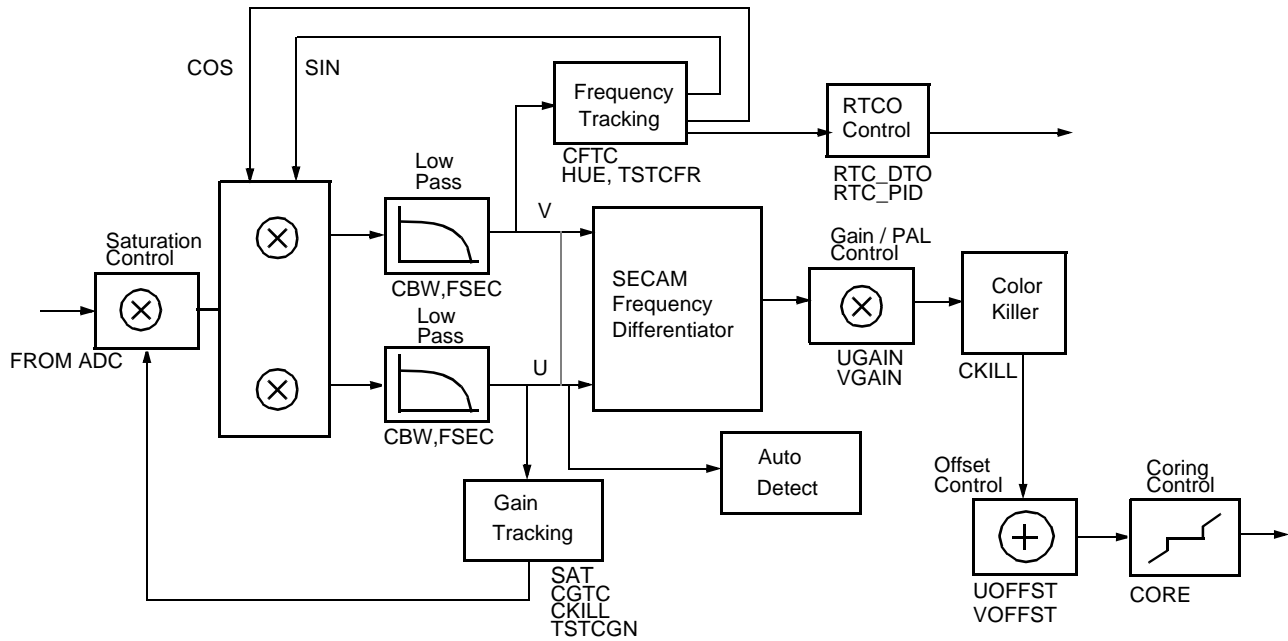 COS
SIN
Frequency
Tracking
CFTC
HUE, TSTCFR
RTCO
Control
RTC_DTO
RTC_PID
Low
Pass
CBW,FSEC
V
Saturation
Control
FROM ADC
SECAM
Frequency
Differentiator
Gain / PAL
Control
UGAIN
VGAIN
Color
Killer
CKILL
Low
Pass
CBW,FSEC
U
Auto
Detect
Gain
Tracking
SAT
CGTC
CKILL
TSTCGN
Offset
Control
UOFFST
VOFFST
Coring
Control
CORE